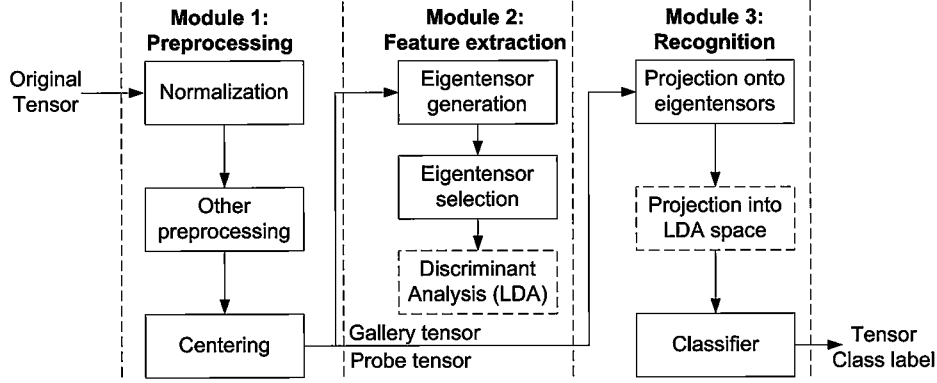 Module 1:
Preprocessing
Module 2:
Feature extraction
Module 3:
Recognition
Original
Tensor
Normalization
Other
preprocessing
Centering
Eigentensor
generation
Eigentensor
selection
Discriminant
Analysis (LDA)
Gallery tensor
Probe tensor
Projection onto
eigentensors
Projection into
LDA space
Classifier
Tensor
Class label